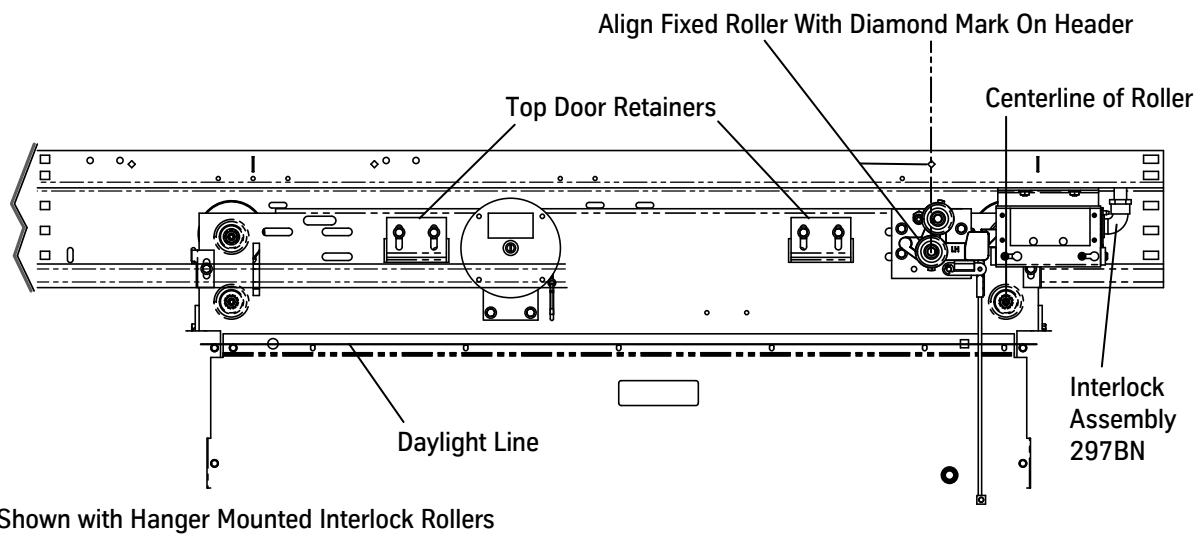 Align Fixed Roller With Diamond Mark On Header
Top Door Retainers
Centerline of Roller
LH
Interlock
Assembly
297BN
Daylight Line
Shown with Hanger Mounted Interlock Rollers